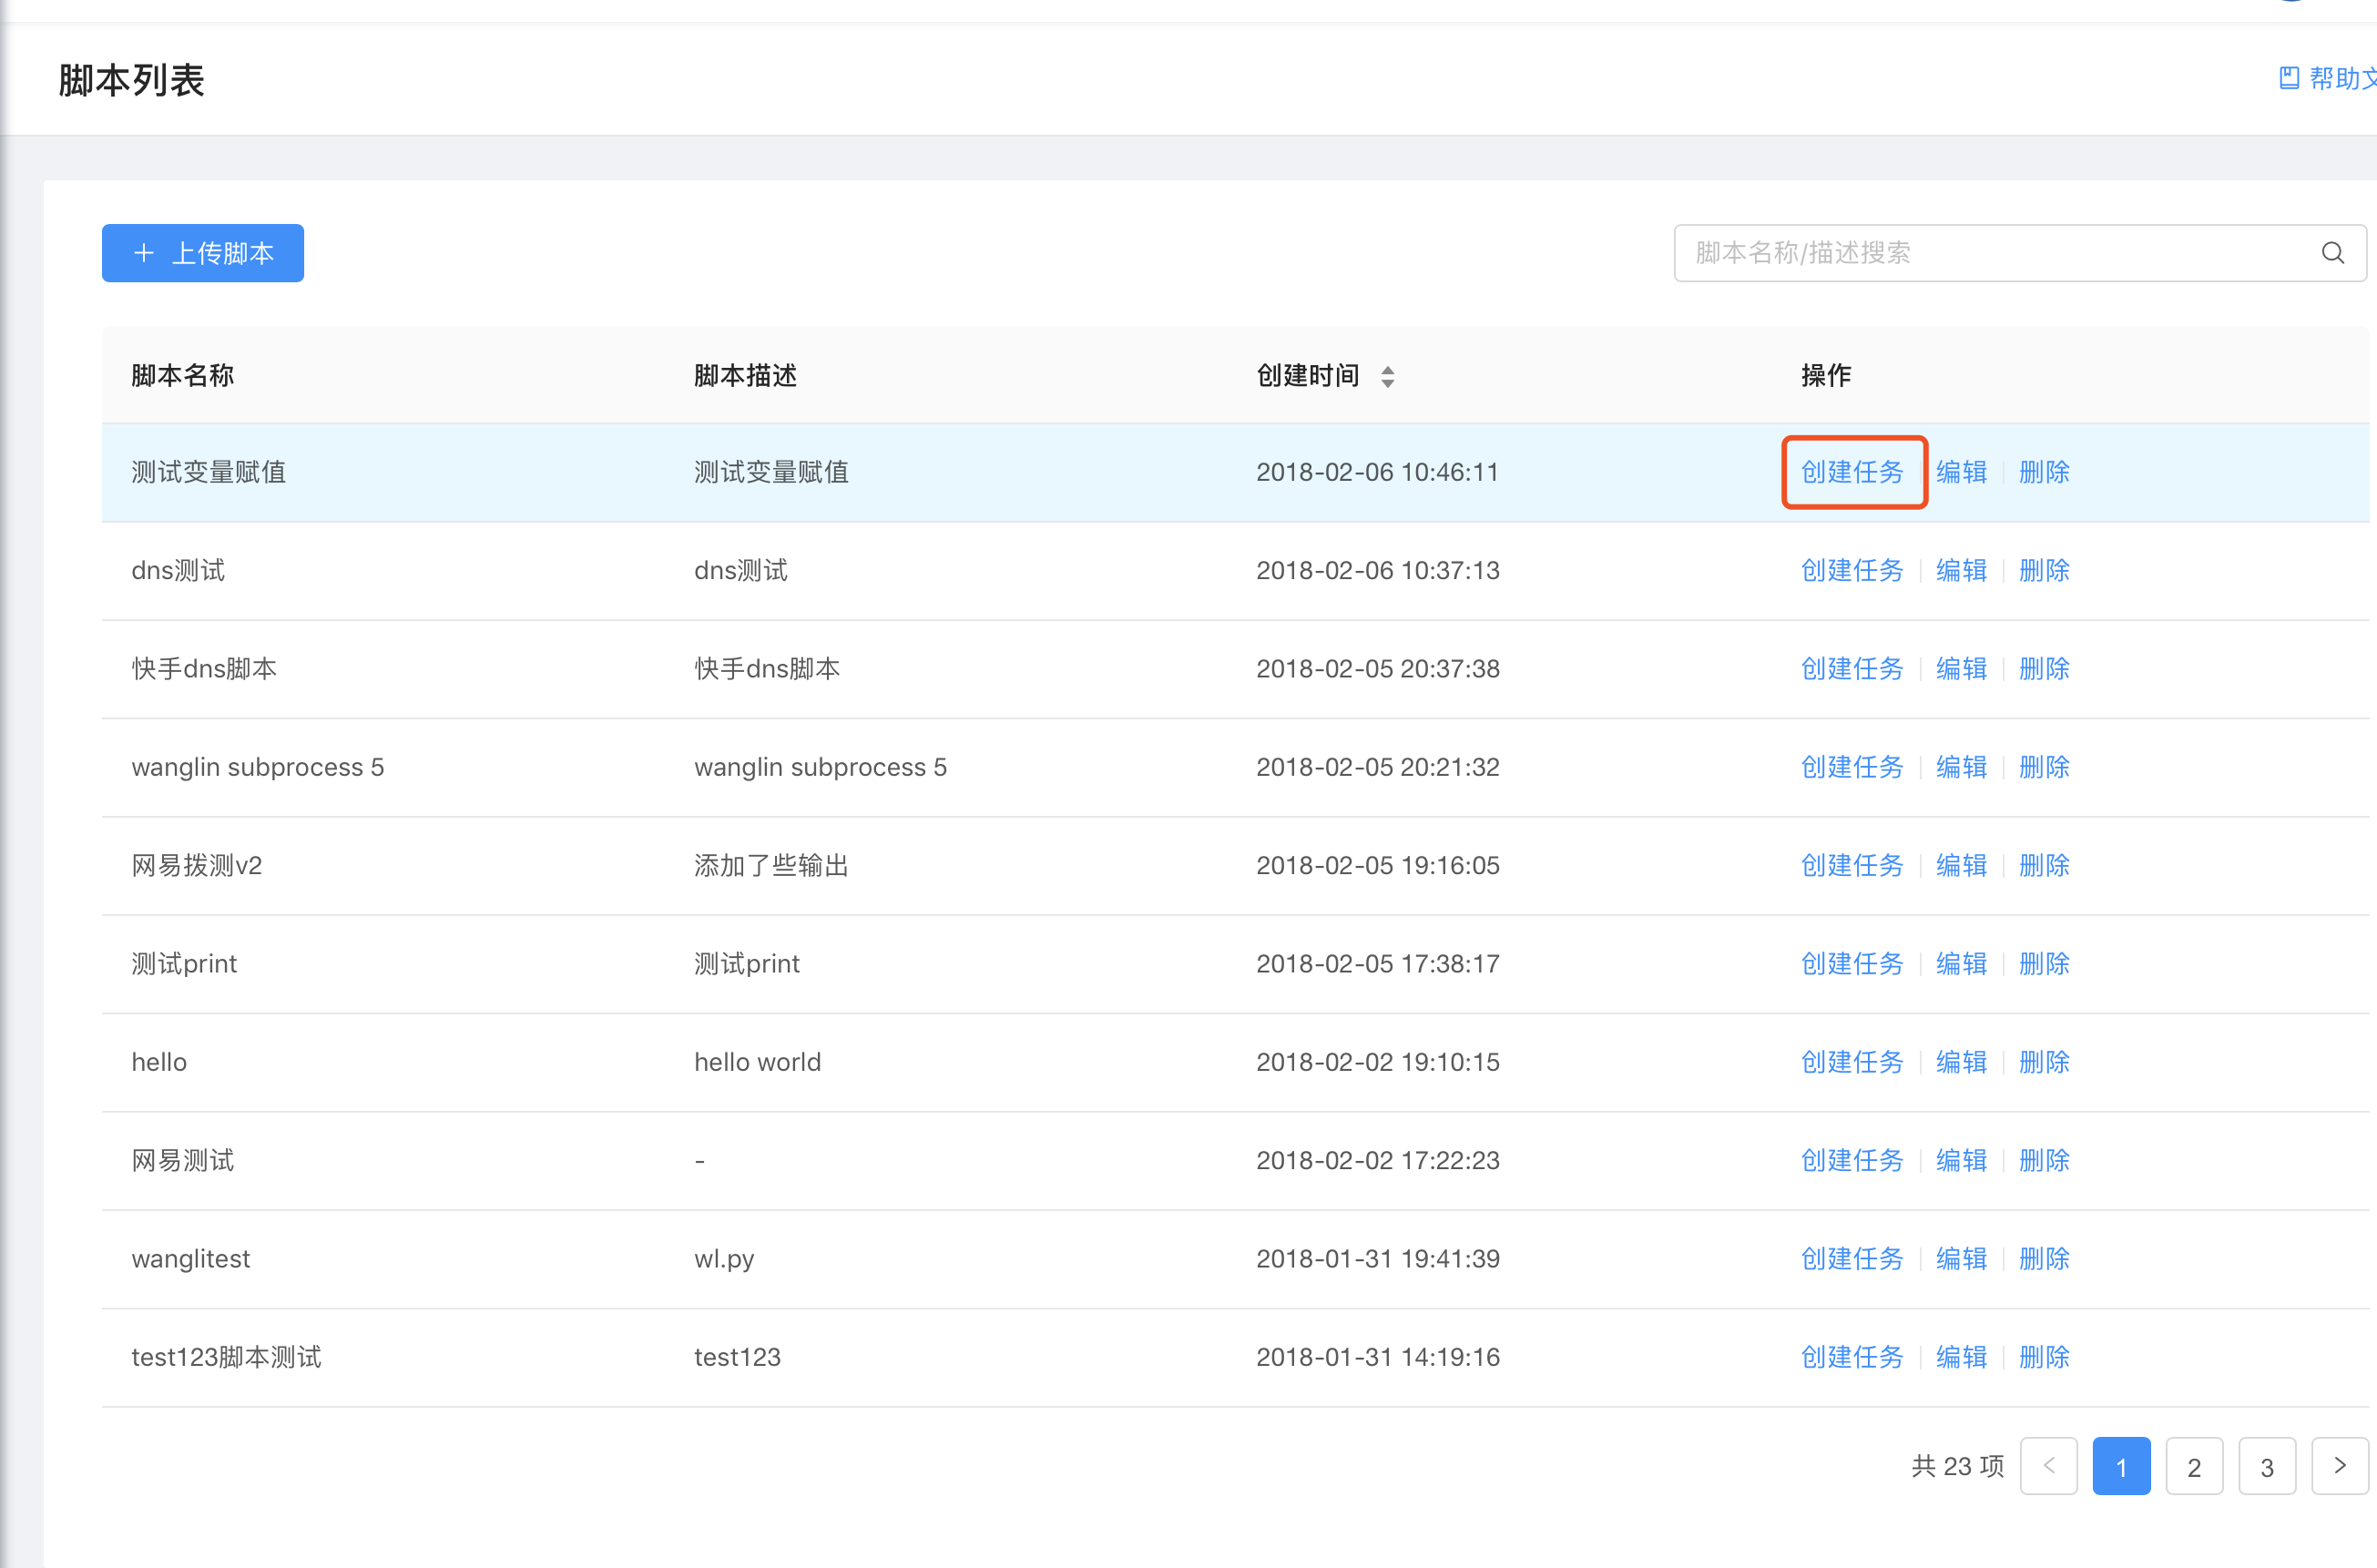 脚本列表
帮助文
+ 上传脚本
脚本名称/描述搜索
脚本名称 脚本描述 创建时间 操作
测试变量赋值 测试变量赋值 2018-02-06 10:46:11 创建任务 编辑 删除
dns测试 dns测试 2018-02-06 10:37:13 创建任务 编辑 删除
快手dns脚本 快手dns脚本 2018-02-05 20:37:38 创建任务 编辑 删除
wanglin subprocess 5 wanglin subprocess 5 2018-02-05 20:21:32 创建任务 编辑 删除
网易拨测v2 添加了些输出 2018-02-05 19:16:05 创建任务 编辑 删除
测试print 测试print 2018-02-05 17:38:17 创建任务 编辑 删除
hello hello world 2018-02-02 19:10:15 创建任务 编辑 删除
网易测试 - 2018-02-02 17:22:23 创建任务 编辑 删除
wanglitest wl.py 2018-01-31 19:41:39 创建任务 编辑 删除
test123脚本测试 test123 2018-01-31 14:19:16 创建任务 编辑 删除
共 23 项 < 1 2 3 >